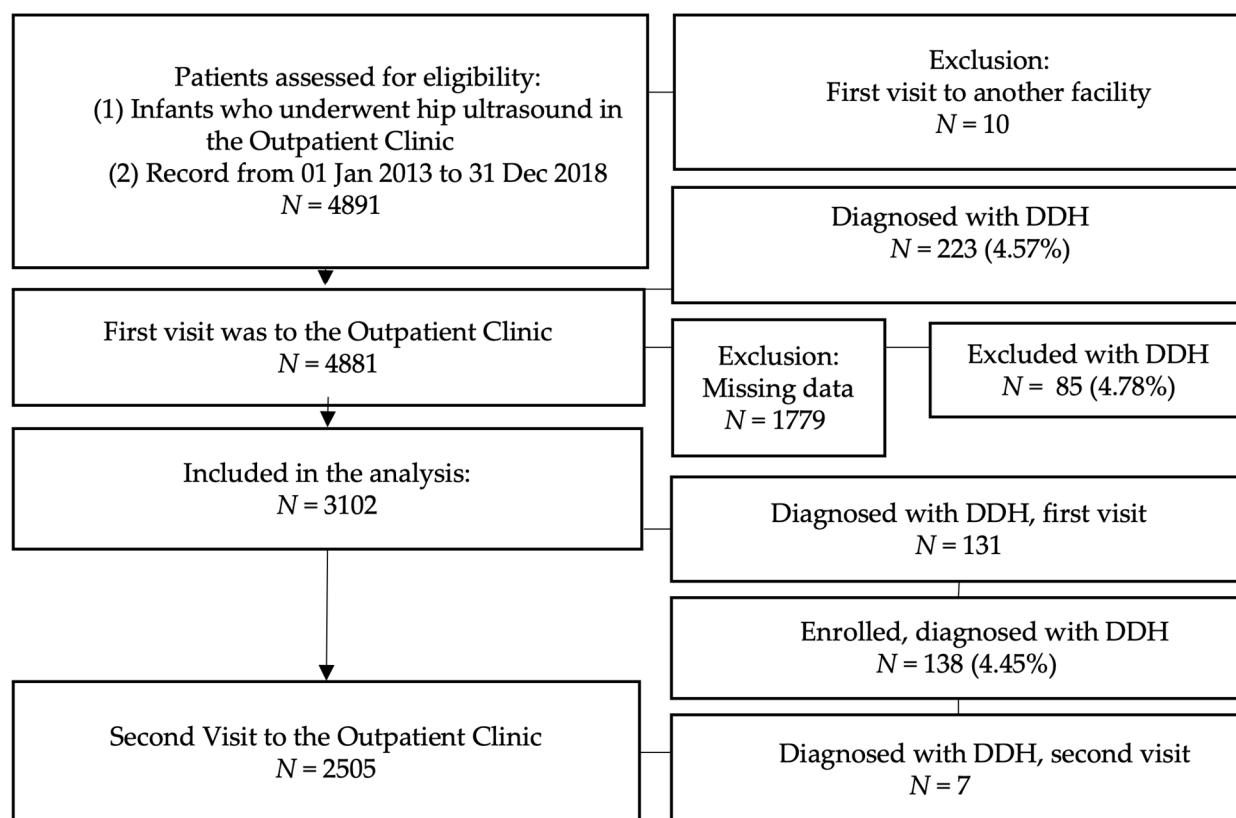 Patients assessed for eligibility:
(1) Infants who underwent hip ultrasound in
the Outpatient Clinic
(2) Record from 01 Jan 2013 to 31 Dec 2018
N = 4891
Exclusion:
First visit to another facility
N = 10
Diagnosed with DDH
N = 223 (4.57%)
First visit was to the Outpatient Clinic
N = 4881
Exclusion:
Missing data
N = 1779
Excluded with DDH
N = 85 (4.78%)
Included in the analysis:
N = 3102
Diagnosed with DDH, first visit
N = 131
Enrolled, diagnosed with DDH
N = 138 (4.45%)
Second Visit to the Outpatient Clinic
N = 2505
Diagnosed with DDH, second visit
N = 7